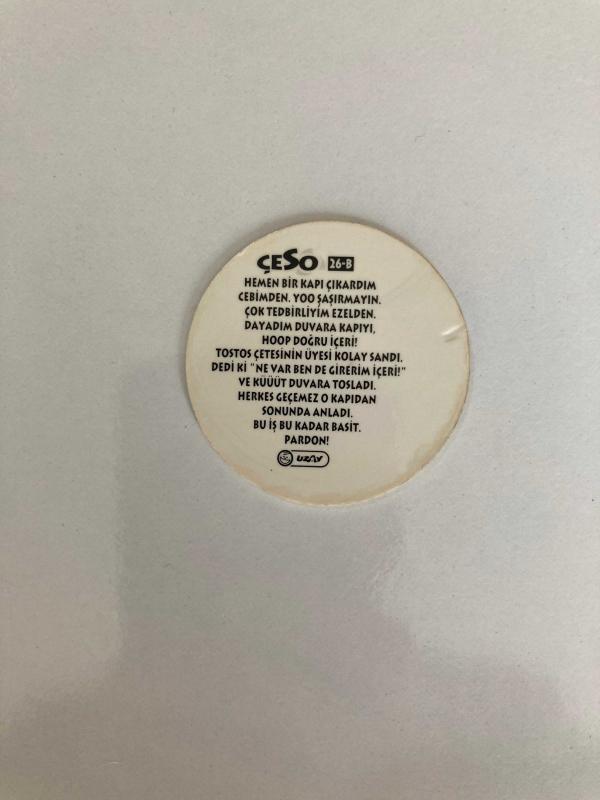 ÇESO 26-B
HEMEN BİR KAPI ÇIKARDIM
CEBİMDEN. YOO ŞAŞIRMAYIN.
ÇOK TEDBİRLİYİM EZELDEN.
DAYADIM DUVARA KAPIYI,
HOOP DOĞRU İÇERİ!
TOSTOS ÇETESİNİN ÜYESİ KOLAY SANDI.
DEDİ Kİ "NE VAR BEN DE GİRERİM İÇERİ!"
VE KÜÜÜT DUVARA TOSLADI.
HERKES GEÇEMEZ O KAPIDAN
SONUNDA ANLADI.
BU İŞ BU KADAR BASİT.
PARDON!
UZAY